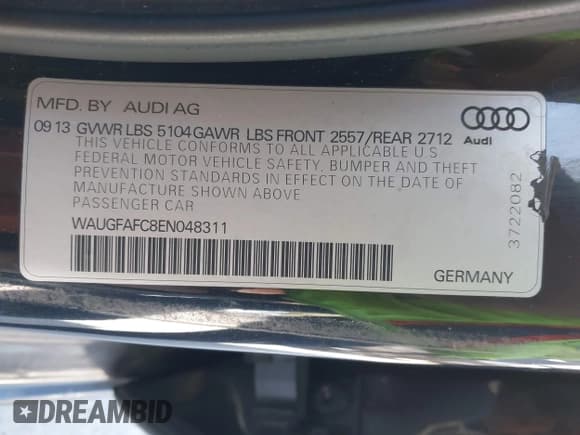 MFD. BY AUDI AG
09 13 GVWR LBS 5104 GAWR LBS FRONT 2557/REAR 2712
Audi
THIS VEHICLE CONFORMS TO ALL APPLICABLE U.S
FEDERAL MOTOR VEHICLE SAFETY, BUMPER AND THEFT
PREVENTION STANDARDS IN EFFECT ON THE DATE OF
MANUFACTURE SHOWN ABOVE
PASSENGER CAR
3722082
WAUGFAFC8EN048311
GERMANY
DREAMBID